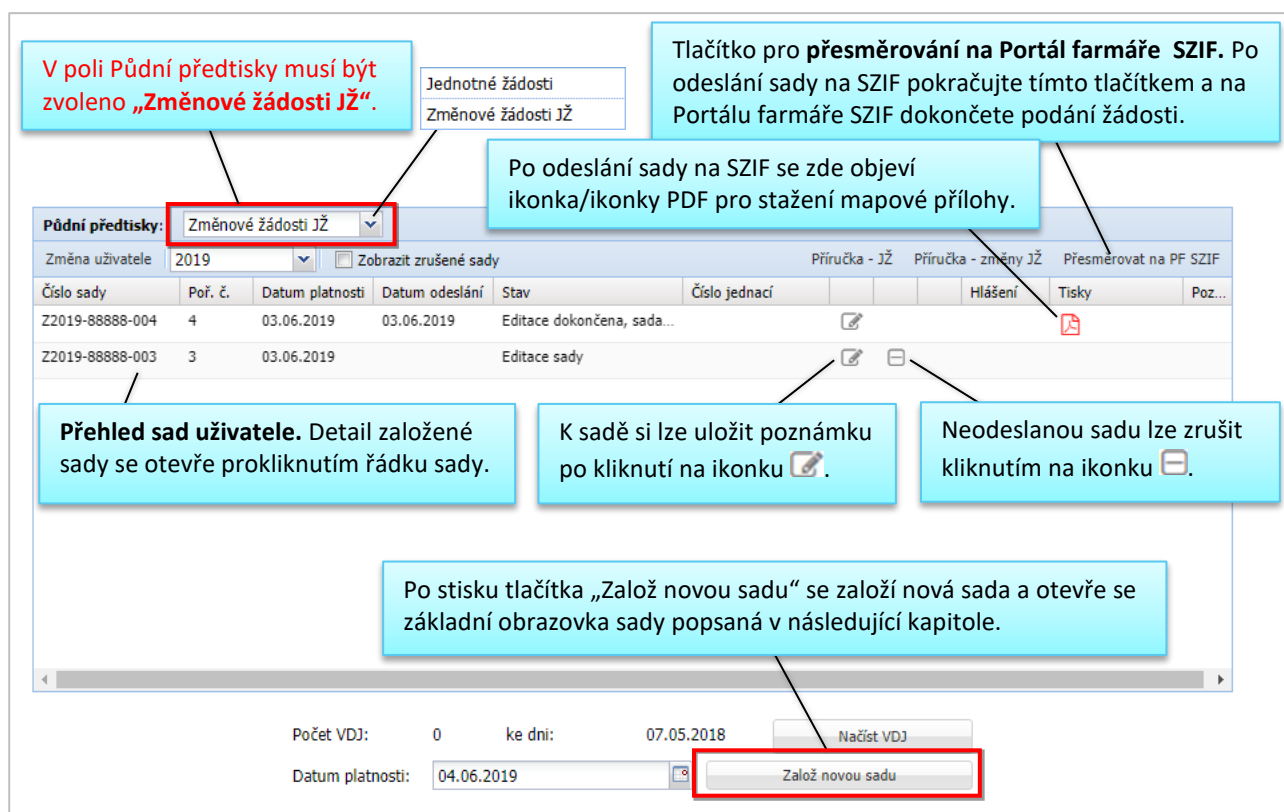 V poli Půdní předtisky musí být
zvoleno „Změnové žádosti JŽ“.
Jednotné žádosti
Změnové žádosti JŽ
Tlačítko pro přesměrování na Portál farmáře SZIF. Po
odeslání sady na SZIF pokračujte tímto tlačítkem a na
Portálu farmáře SZIF dokončete podání žádosti.
Po odeslání sady na SZIF se zde objeví
ikonka/ikonky PDF pro stažení mapové přílohy.
Půdní předtisky: Změnové žádosti JŽ
Změna uživatele 2019 Zobrazit zrušené sady Příručka - JŽ Příručka - změny JŽ Přesměrovat na PF SZIF
Číslo sady Poř. č. Datum platnosti Datum odeslání Stav Číslo jednací Hlášení Tisky Poz...
Z2019-88888-004 4 03.06.2019 03.06.2019 Editace dokončena, sada...
Z2019-88888-003 3 03.06.2019 Editace sady
Přehled sad uživatele. Detail založené
sady se otevře prokliknutím řádku sady.
K sadě si lze uložit poznámku
po kliknutí na ikonku .
Neodeslanou sadu lze zrušit
kliknutím na ikonku .
Po stisku tlačítka „Založ novou sadu“ se založí nová sada a otevře se
základní obrazovka sady popsaná v následující kapitole.
Počet VDJ: 0 ke dni: 07.05.2018 Načíst VDJ
Datum platnosti: 04.06.2019 Založ novou sadu